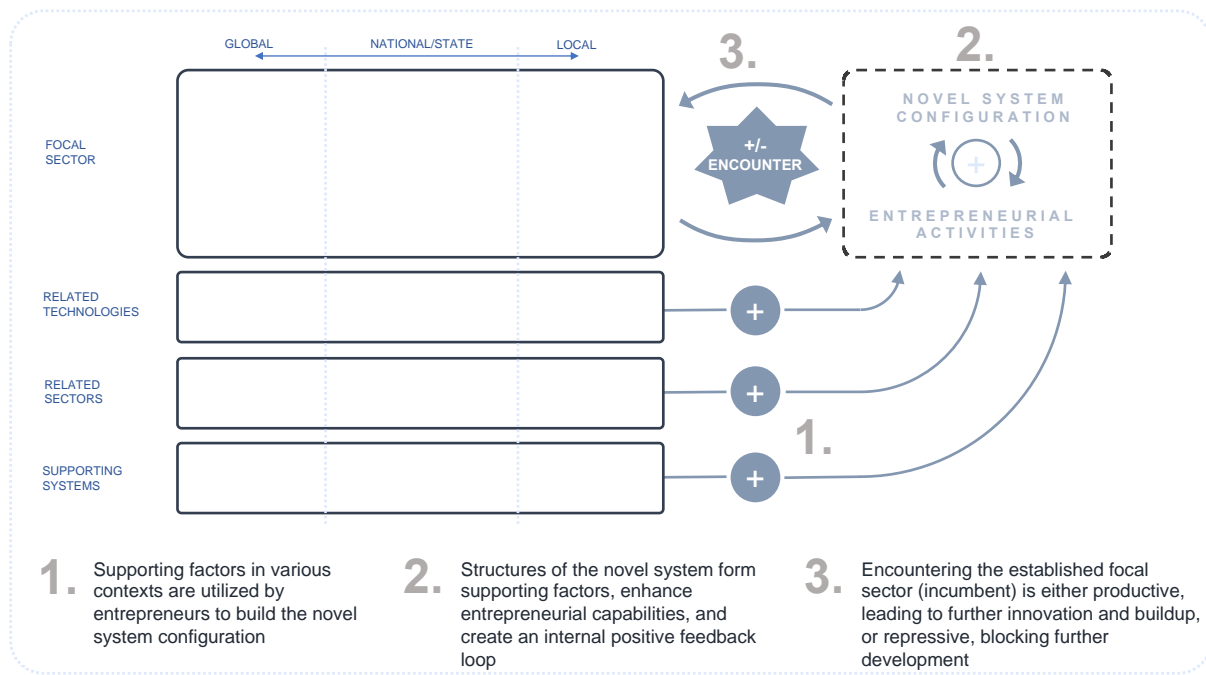 GLOBAL
NATIONAL/STATE
LOCAL
3.
2.
FOCAL
SECTOR
+/-
ENCOUNTER
NOVEL SYSTEM
CONFIGURATION
+
ENTREPRENEURIAL
ACTIVITIES
RELATED
TECHNOLOGIES
+
RELATED
SECTORS
+
1.
SUPPORTING
SYSTEMS
+
1.
Supporting factors in various
contexts are utilized by
entrepreneurs to build the novel
system configuration
2.
Structures of the novel system form
supporting factors, enhance
entrepreneurial capabilities, and
create an internal positive feedback
loop
3.
Encountering the established focal
sector (incumbent) is either productive,
leading to further innovation and buildup,
or repressive, blocking further
development